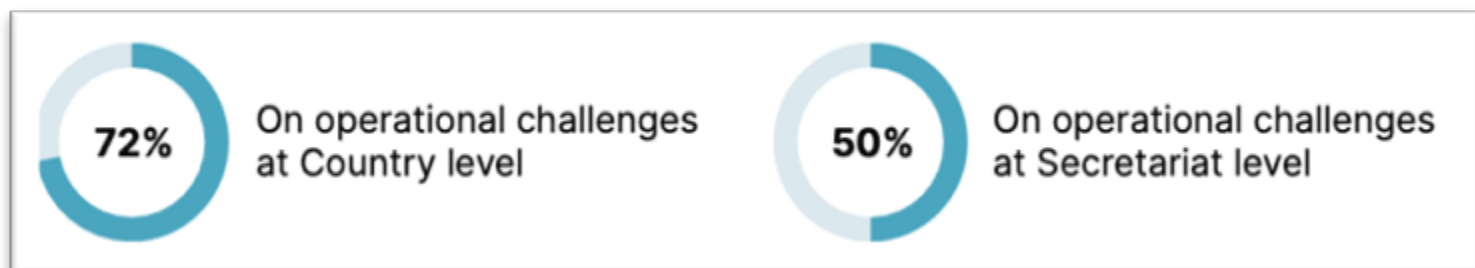 72%
On operational challenges
at Country level
50%
On operational challenges
at Secretariat level